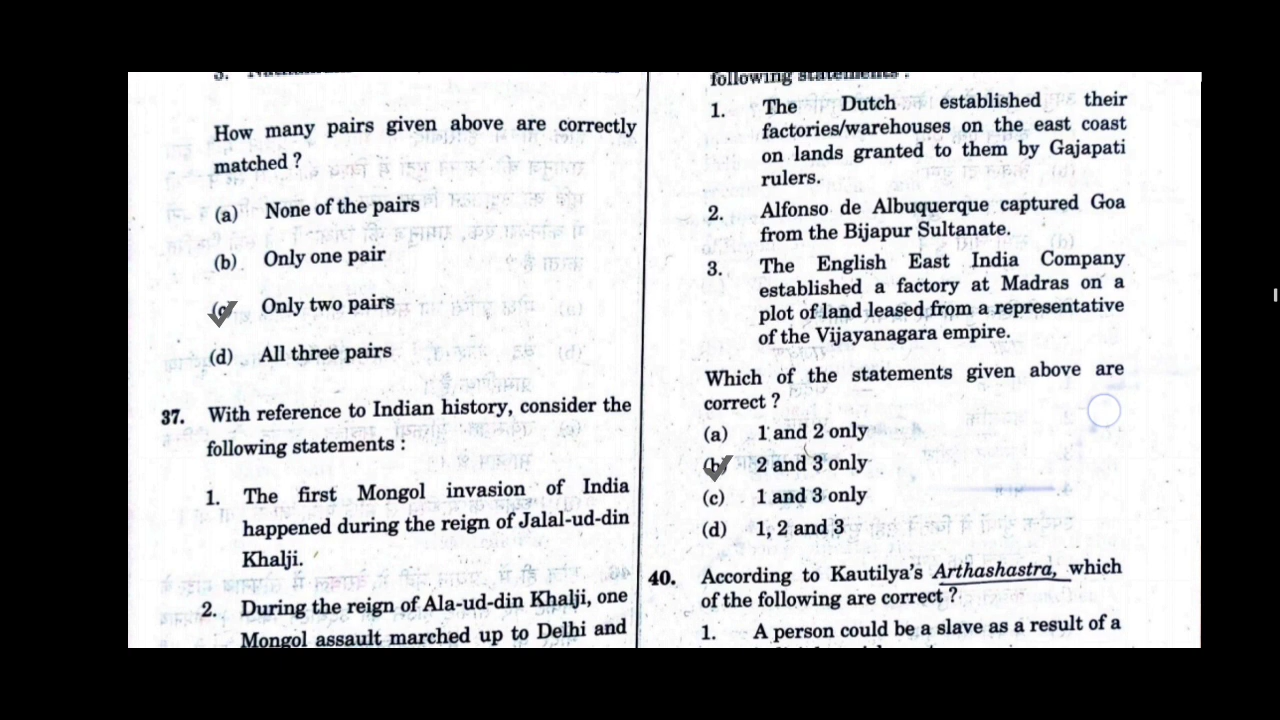 3.
How many pairs given above are correctly
matched ?
(a) None of the pairs
(b) Only one pair
(c) Only two pairs
(d) All three pairs
37. With reference to Indian history, consider the
following statements :
1. The first Mongol invasion of India
happened during the reign of Jalal-ud-din
Khalji.
2. During the reign of Ala-ud-din Khalji, one
Mongol assault marched up to Delhi and
following statements :
1. The Dutch established their
factories/warehouses on the east coast
on lands granted to them by Gajapati
rulers.
2. Alfonso de Albuquerque captured Goa
from the Bijapur Sultanate.
3. The English East India Company
established a factory at Madras on a
plot of land leased from a representative
of the Vijayanagara empire.
Which of the statements given above are
correct ?
(a) 1 and 2 only
(b) 2 and 3 only
(c) 1 and 3 only
(d) 1, 2 and 3
40. According to Kautilya's Arthashastra, which
of the following are correct ?
1. A person could be a slave as a result of a